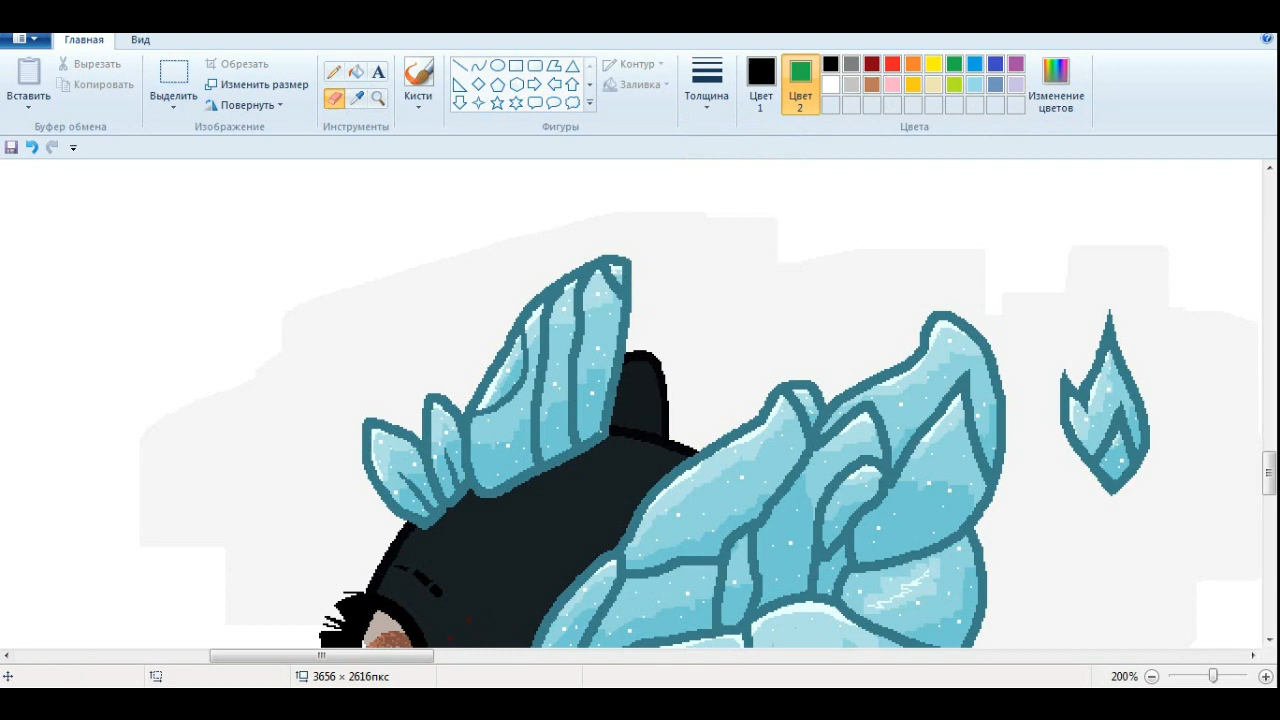 Главная Вид
Вырезать
Копировать
Вставить
Буфер обмена
Выделить
Обрезать
Изменить размер
Повернуть
Изображение
A
Инструменты
Кисти
Контур
Заливка
Фигуры
Толщина
Цвет 1
Цвет 2
Изменение цветов
Цвета
3656 × 2616пкс
200%